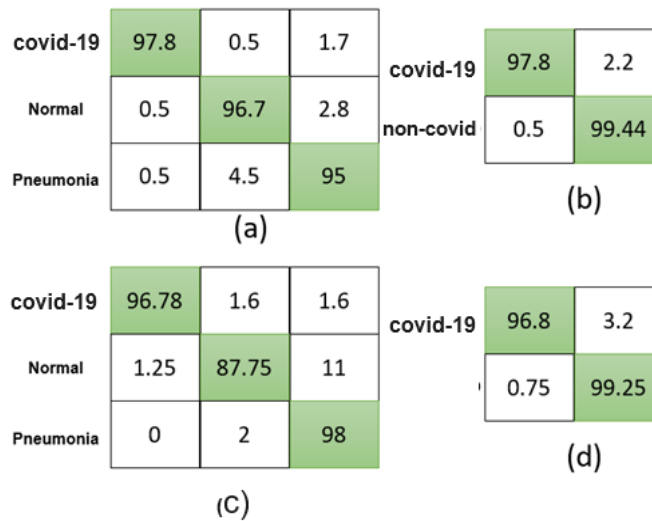 covid-19 97.8 0.5 1.7
Normal 0.5 96.7 2.8
Pneumonia 0.5 4.5 95
(a)
covid-19 97.8 2.2
non-covid 0.5 99.44
(b)
covid-19 96.78 1.6 1.6
Normal 1.25 87.75 11
Pneumonia 0 2 98
(C)
covid-19 96.8 3.2
0.75 99.25
(d)